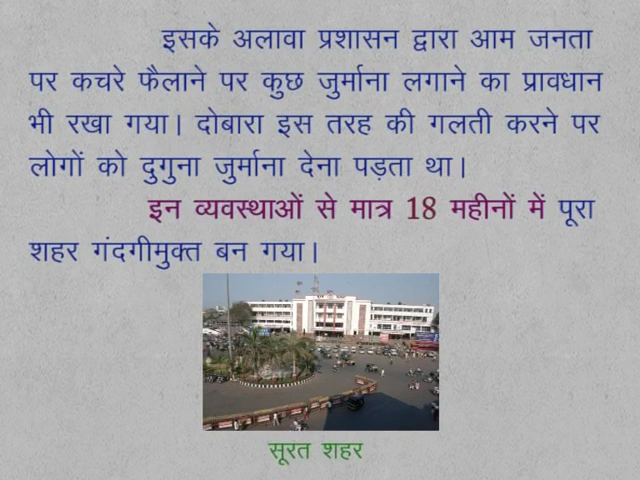 इसके अलावा प्रशासन द्वारा आम जनता
पर कचरे फैलाने पर कुछ जुर्माना लगाने का प्रावधान
भी रखा गया। दोबारा इस तरह की गलती करने पर
लोगों को दुगुना जुर्माना देना पड़ता था।
इन व्यवस्थाओं से मात्र 18 महीनों में पूरा
शहर गंदगीमुक्त बन गया।
सूरत शहर